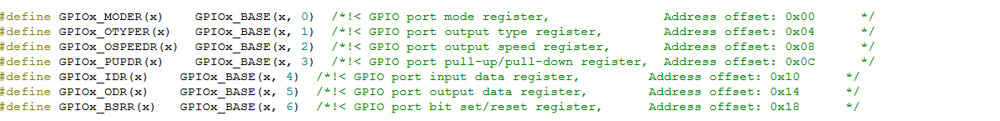 #define GPIOx_MODER(x)    GPIOx_BASE(x, 0)  /*!< GPIO port mode register,               Address offset: 0x00      */
#define GPIOx_OTYPER(x)   GPIOx_BASE(x, 1)  /*!< GPIO port output type register,        Address offset: 0x04      */
#define GPIOx_OSPEEDR(x)  GPIOx_BASE(x, 2)  /*!< GPIO port output speed register,       Address offset: 0x08      */
#define GPIOx_PUPDR(x)    GPIOx_BASE(x, 3)  /*!< GPIO port pull-up/pull-down register,  Address offset: 0x0C      */
#define GPIOx_IDR(x)    GPIOx_BASE(x, 4)  /*!< GPIO port input data register,         Address offset: 0x10      */
#define GPIOx_ODR(x)    GPIOx_BASE(x, 5)  /*!< GPIO port output data register,        Address offset: 0x14      */
#define GPIOx_BSRR(x)   GPIOx_BASE(x, 6)  /*!< GPIO port bit set/reset register,      Address offset: 0x18      */